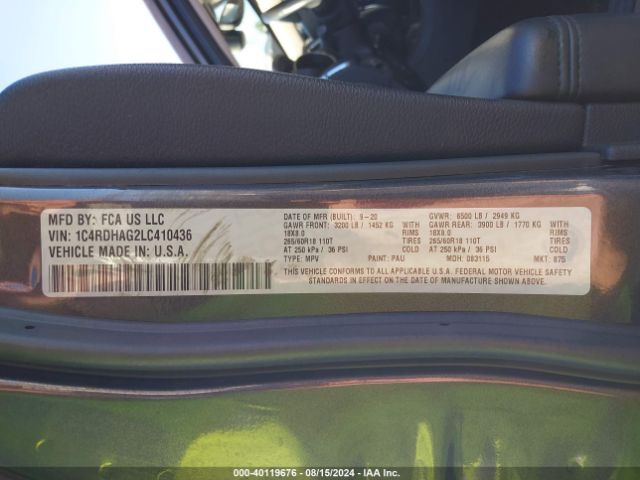 MFD BY: FCA US LLC
VIN: 1C4RDHAG2LC410436
VEHICLE MADE IN: U.S.A.
DATE OF MFR (BUILT): 9-20 GVWR: 6500 LB / 2949 KG
GAWR FRONT: 3200 LB / 1452 KG WITH GAWR REAR: 3900 LB / 1770 KG WITH
18X8.0 RIMS 18X8.0 RIMS
265/60R18 110T TIRES 265/60R18 110T TIRES
AT 250 kPa / 36 PSI COLD AT 250 kPa / 36 PSI COLD
TYPE: MPV PAINT: PAU MDH: 083115 MKT: 875
THIS VEHICLE CONFORMS TO ALL APPLICABLE U.S.A. FEDERAL MOTOR VEHICLE SAFETY
STANDARDS IN EFFECT ON THE DATE OF MANUFACTURE SHOWN ABOVE.
000-40119676 - 08/15/2024 - IAA Inc.